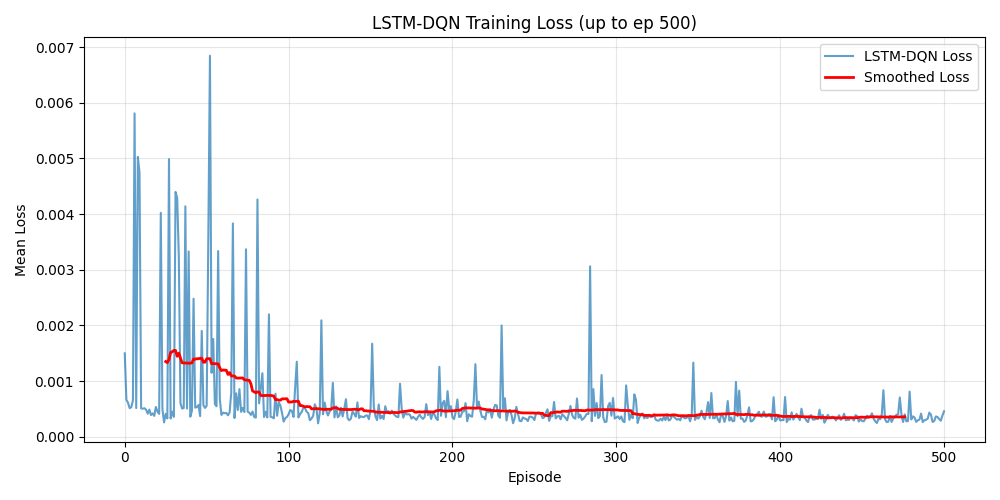 LSTM-DQN Training Loss (up to ep 500)
LSTM-DQN Loss
Smoothed Loss
Mean Loss
0.007
0.006
0.005
0.004
0.003
0.002
0.001
0.000
0
100
200
300
400
500
Episode